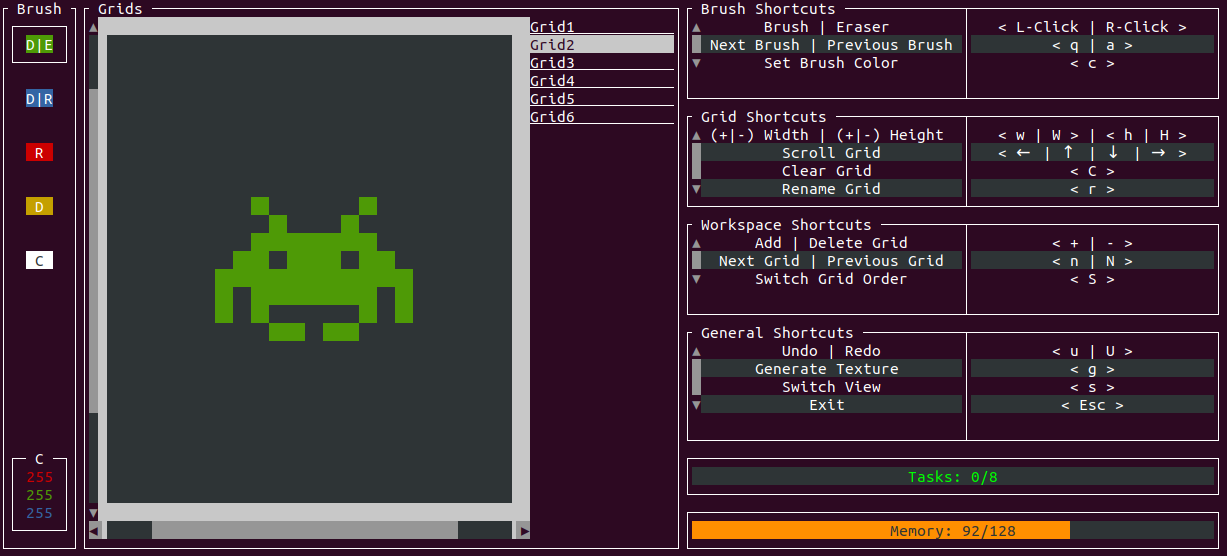 Brush
D|E
D|R
R
D
C
C
255
255
255
Grids
Grid1
Grid2
Grid3
Grid4
Grid5
Grid6
Brush Shortcuts
Brush | Eraser < L-Click | R-Click >
Next Brush | Previous Brush < q | a >
Set Brush Color < c >
Grid Shortcuts
(+|-) Width | (+|-) Height < w | W > | < h | H >
Scroll Grid < ← | ↑ | ↓ | → >
Clear Grid < C >
Rename Grid < r >
Workspace Shortcuts
Add | Delete Grid < + | - >
Next Grid | Previous Grid < n | N >
Switch Grid Order < S >
General Shortcuts
Undo | Redo < u | U >
Generate Texture < g >
Switch View < s >
Exit < Esc >
Tasks: 0/8
Memory: 92/128